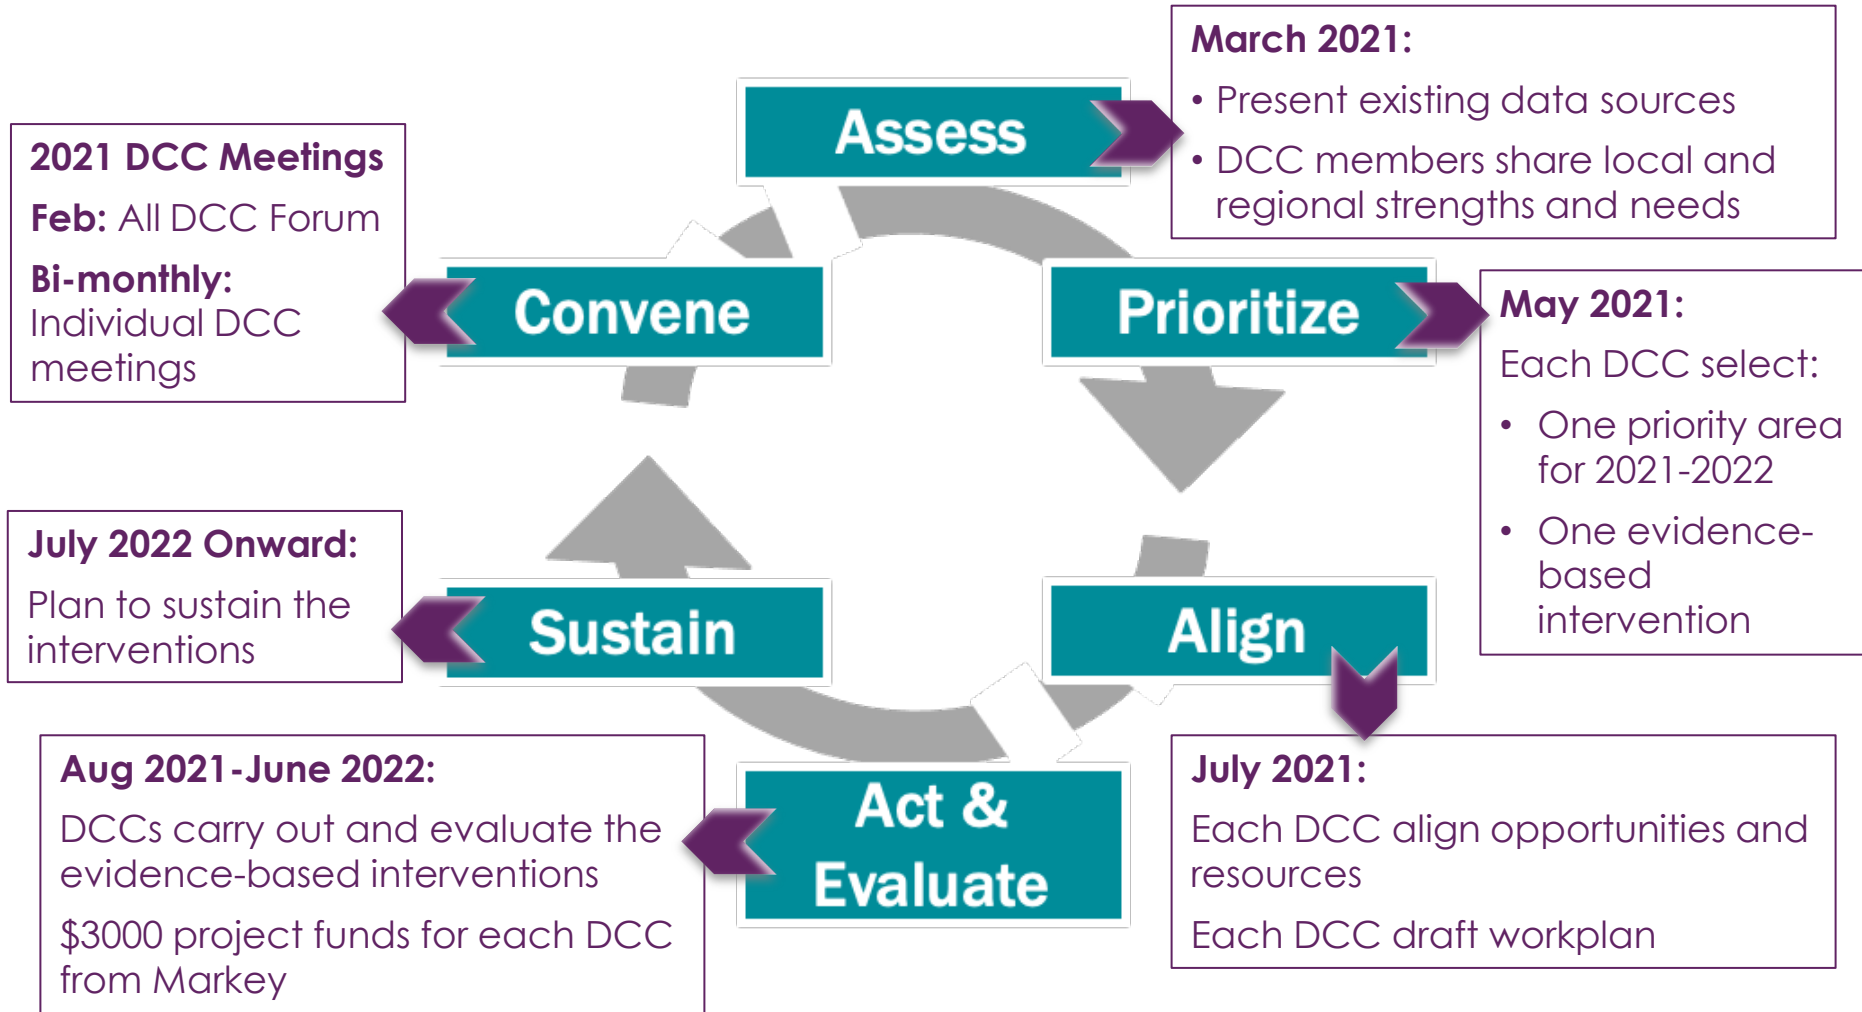 Assess
March 2021:
• Present existing data sources
• DCC members share local and
regional strengths and needs
2021 DCC Meetings
Feb: All DCC Forum
Bi-monthly:
Individual DCC
meetings
Convene
Prioritize
May 2021:
Each DCC select:
• One priority area
for 2021-2022
• One evidence-
based
intervention
July 2022 Onward:
Plan to sustain the
interventions
Sustain
Align
Aug 2021-June 2022:
DCCs carry out and evaluate the
evidence-based interventions
$3000 project funds for each DCC
from Markey
Act &
Evaluate
July 2021:
Each DCC align opportunities and
resources
Each DCC draft workplan